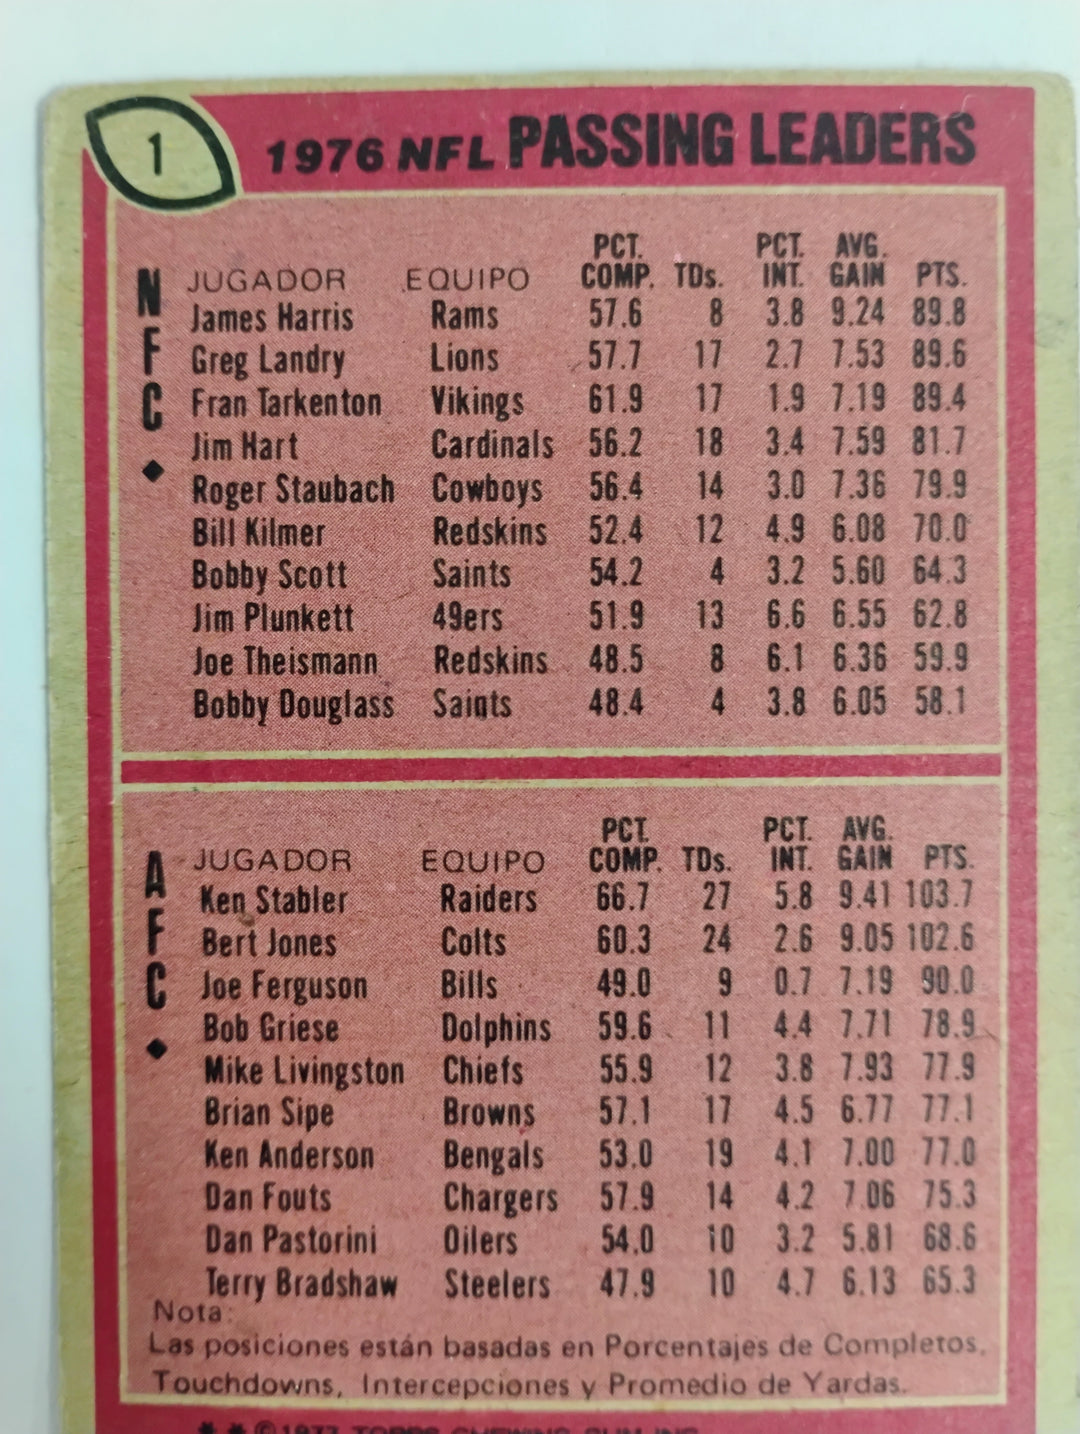 1
1976 NFL PASSING LEADERS
NFC
JUGADOR EQUIPO PCT. COMP. TDs. PCT. INT. AVG. GAIN PTS.
James Harris Rams 57.6 8 3.8 9.24 89.8
Greg Landry Lions 57.7 17 2.7 7.53 89.6
Fran Tarkenton Vikings 61.9 17 1.9 7.19 89.4
Jim Hart Cardinals 56.2 18 3.4 7.59 81.7
Roger Staubach Cowboys 56.4 14 3.0 7.36 79.9
Bill Kilmer Redskins 52.4 12 4.9 6.08 70.0
Bobby Scott Saints 54.2 4 3.2 5.60 64.3
Jim Plunkett 49ers 51.9 13 6.6 6.55 62.8
Joe Theismann Redskins 48.5 8 6.1 6.36 59.9
Bobby Douglass Saints 48.4 4 3.8 6.05 58.1
AFC
JUGADOR EQUIPO PCT. COMP. TDs. PCT. INT. AVG. GAIN PTS.
Ken Stabler Raiders 66.7 27 5.8 9.41 103.7
Bert Jones Colts 60.3 24 2.6 9.05 102.6
Joe Ferguson Bills 49.0 9 0.7 7.19 90.0
Bob Griese Dolphins 59.6 11 4.4 7.71 78.9
Mike Livingston Chiefs 55.9 12 3.8 7.93 77.9
Brian Sipe Browns 57.1 17 4.5 6.77 77.1
Ken Anderson Bengals 53.0 19 4.1 7.00 77.0
Dan Fouts Chargers 57.9 14 4.2 7.06 75.3
Dan Pastorini Oilers 54.0 10 3.2 5.81 68.6
Terry Bradshaw Steelers 47.9 10 4.7 6.13 65.3
Nota:
Las posiciones están basadas en Porcentajes de Completos,
Touchdowns, Intercepciones y Promedio de Yardas.
* * ©1977 TOPPS CHEWING GUM INC.